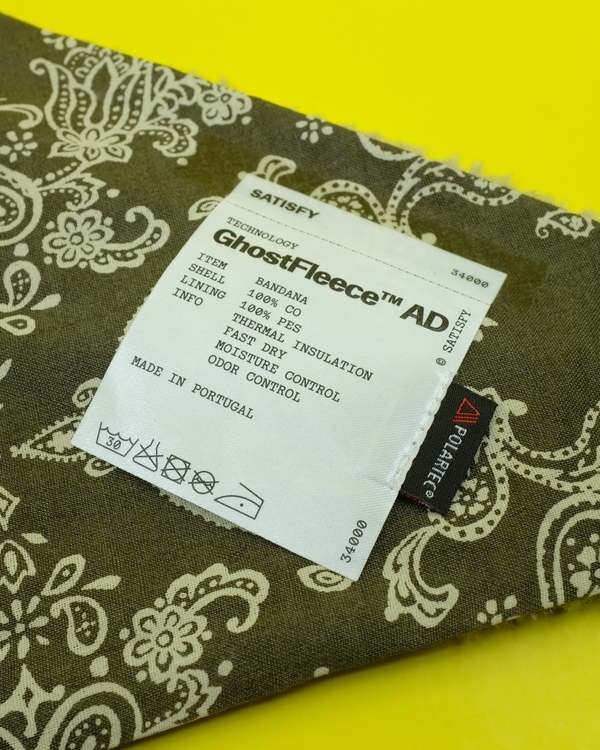 SATISFY
34000
TECHNOLOGY
GhostFleece™ AD
ITEM BANDANA
SHELL 100% CO
LINING 100% PES
INFO THERMAL INSULATION
FAST DRY
MOISTURE CONTROL
ODOR CONTROL
MADE IN PORTUGAL
© SATISFY
30
34000
POLARTEC®